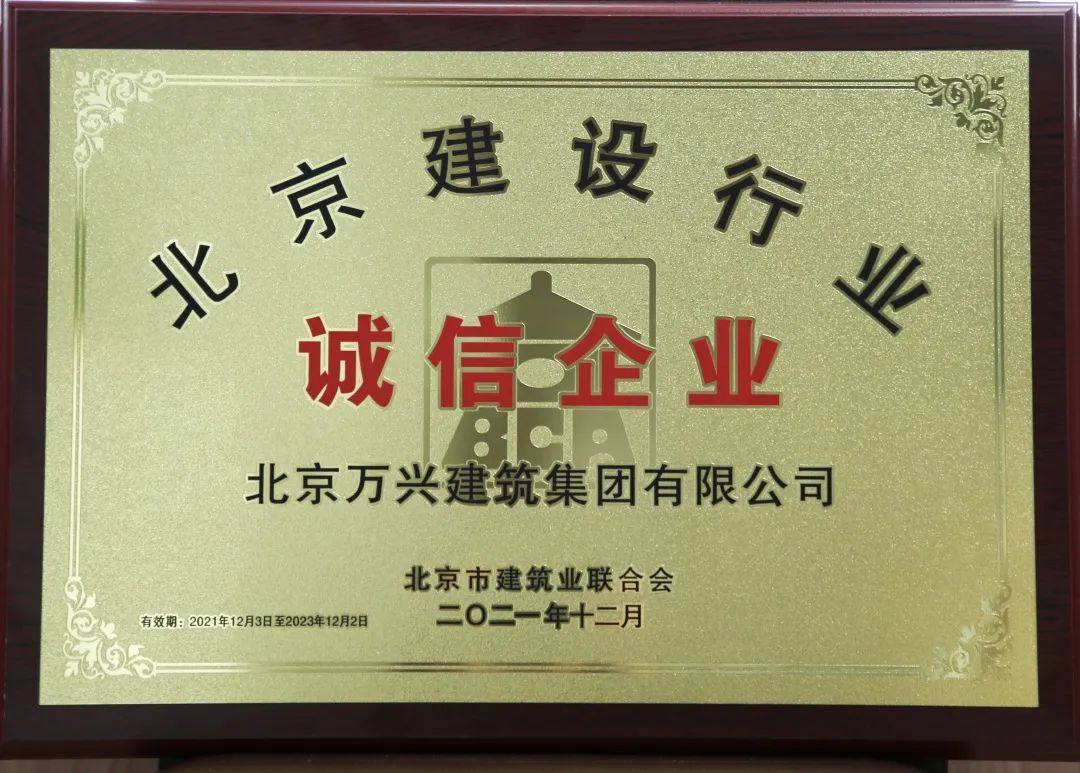 北京建设行业
诚信企业
BCA
北京万兴建筑集团有限公司
北京市建筑业联合会
二〇二一年十二月
有效期：2021年12月3日至2023年12月2日